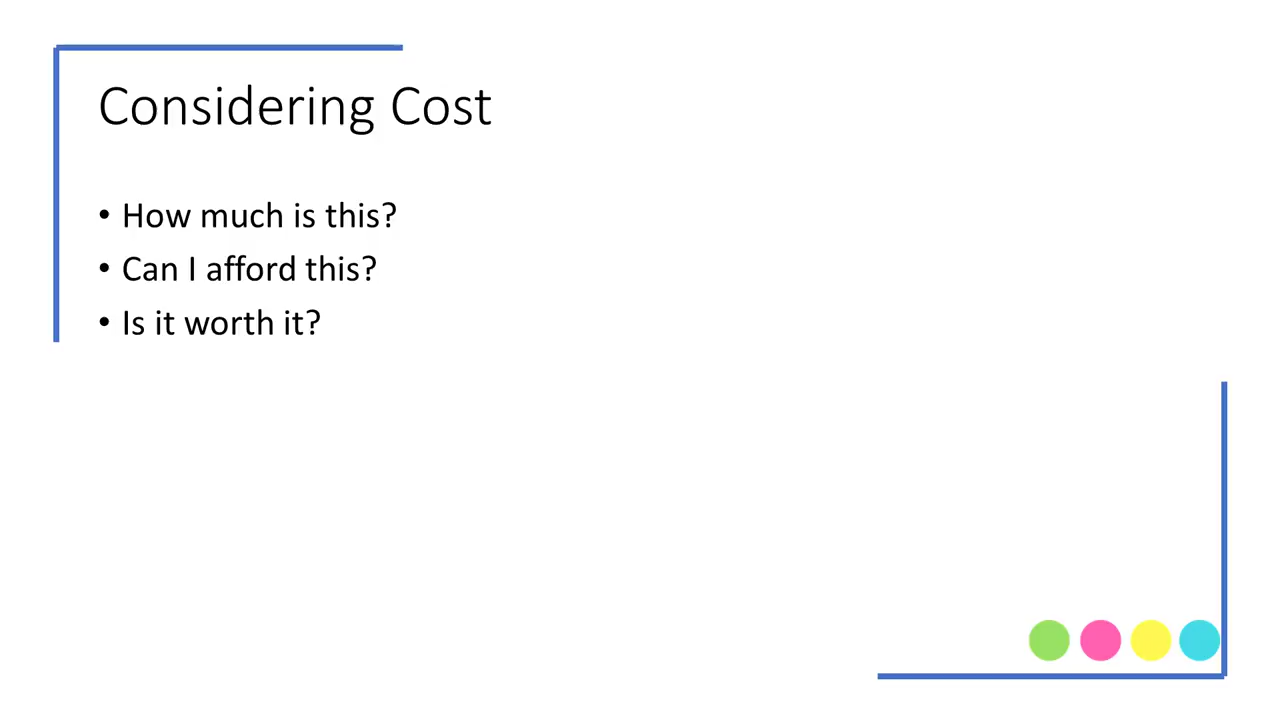 Considering Cost
• How much is this?
• Can I afford this?
• Is it worth it?